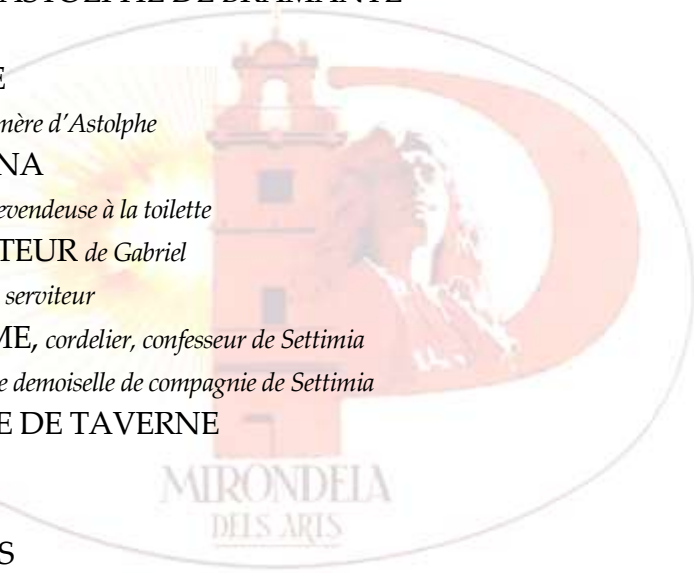 ASTOLPHE DE BRAMANTE
E
mère d'Astolphe
NA
evendeuse à la toilette
TEUR de Gabriel
serviteur
ME, cordelier, confesseur de Settimia
e demoiselle de compagnie de Settimia
E DE TAVERNE
MIRONDELA
DELS ARTS
S